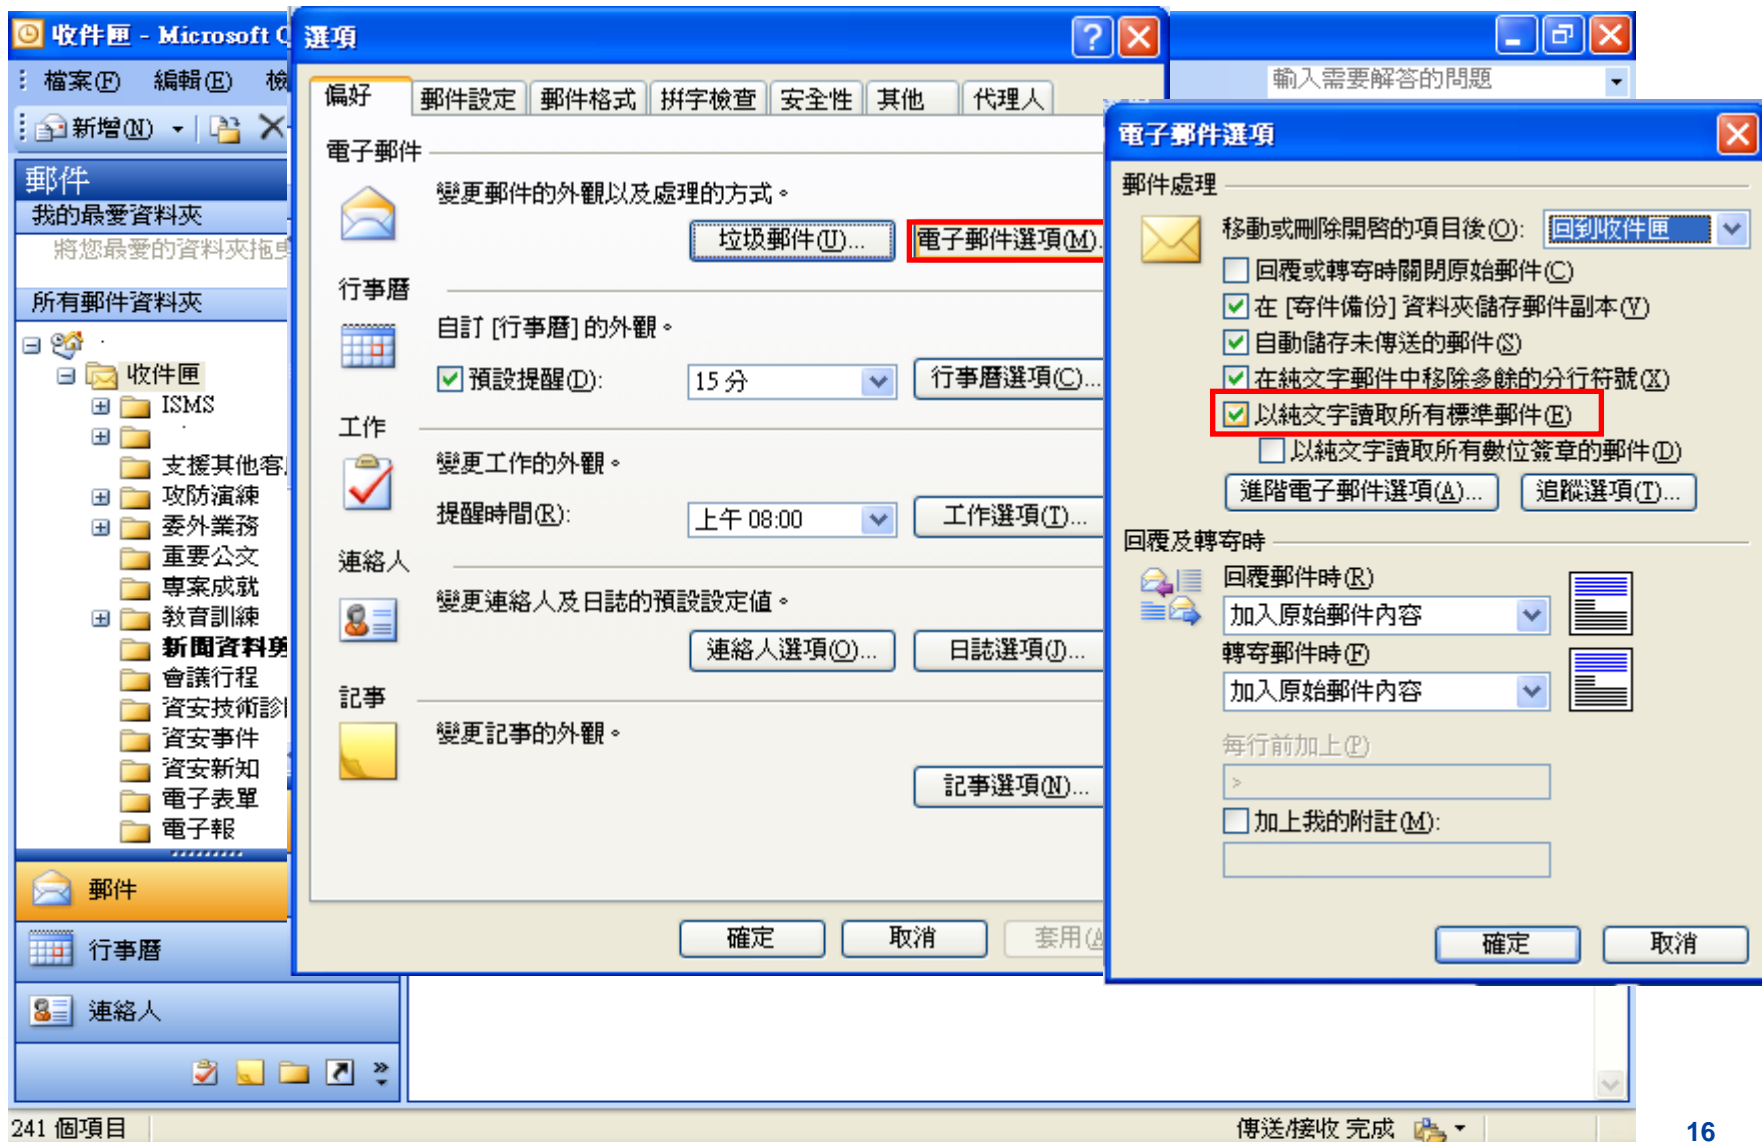 收件匣 - Microsoft O
檔案(F) 編輯(E) 檢
輸入需要解答的問題
新增(N)
郵件
我的最愛資料夾
將您最愛的資料夾拖曳
所有郵件資料夾
收件匣
ISMS
支援其他客
攻防演練
委外業務
重要公文
專案成就
教育訓練
新聞資料剪
會議行程
資安技術診
資安事件
資安新知
電子表單
電子報
郵件
行事曆
連絡人
241 個項目
傳送/接收 完成
選項
偏好 郵件設定 郵件格式 拼字檢查 安全性 其他 代理人
電子郵件
變更郵件的外觀以及處理的方式。
垃圾郵件(U)... 電子郵件選項(M).
行事曆
自訂 [行事曆] 的外觀。
預設提醒(D): 15 分 行事曆選項(C)...
工作
變更工作的外觀。
提醒時間(R): 上午 08:00 工作選項(T)...
連絡人
變更連絡人及日誌的預設設定值。
連絡人選項(O)... 日誌選項(J)...
記事
變更記事的外觀。
記事選項(N)...
確定 取消 套用(A
電子郵件選項
郵件處理
移動或刪除開啓的項目後(O): 回到收件匣
回覆或轉寄時關閉原始郵件(C)
在 [寄件備份] 資料夾儲存郵件副本(V)
自動儲存未傳送的郵件(S)
在純文字郵件中移除多餘的分行符號(X)
以純文字讀取所有標準郵件(E)
以純文字讀取所有數位簽章的郵件(D)
進階電子郵件選項(A)... 追蹤選項(T)...
回覆及轉寄時
回覆郵件時(R)
加入原始郵件內容
轉寄郵件時(F)
加入原始郵件內容
每行前加上(P)
>
加上我的附註(M):
確定 取消
16